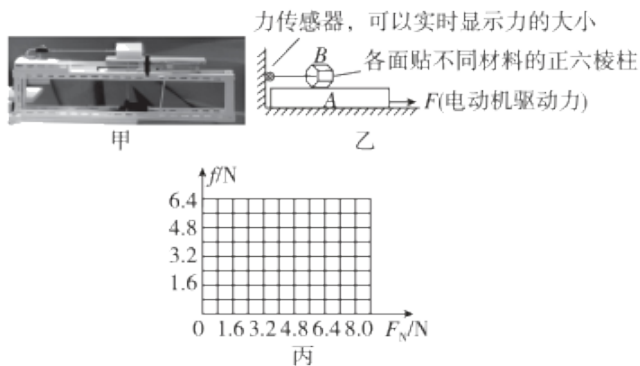 力传感器，可以实时显示力的大小
B
各面贴不同材料的正六棱柱
A
F(电动机驱动力)
甲
乙
f/N
6.4
4.8
3.2
1.6
0 1.6 3.2 4.8 6.4 8.0 F_N/N
丙